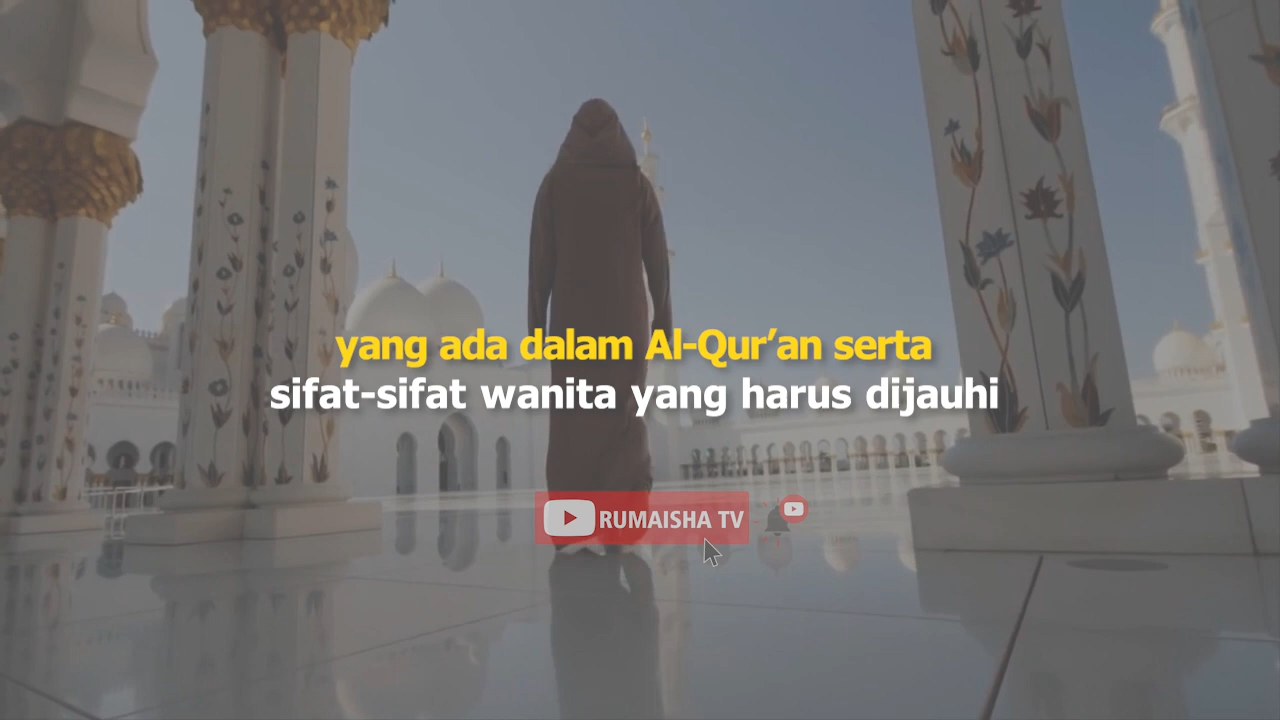 yang ada dalam Al-Qur’an serta
sifat-sifat wanita yang harus dijauhi
RUMAISHA TV